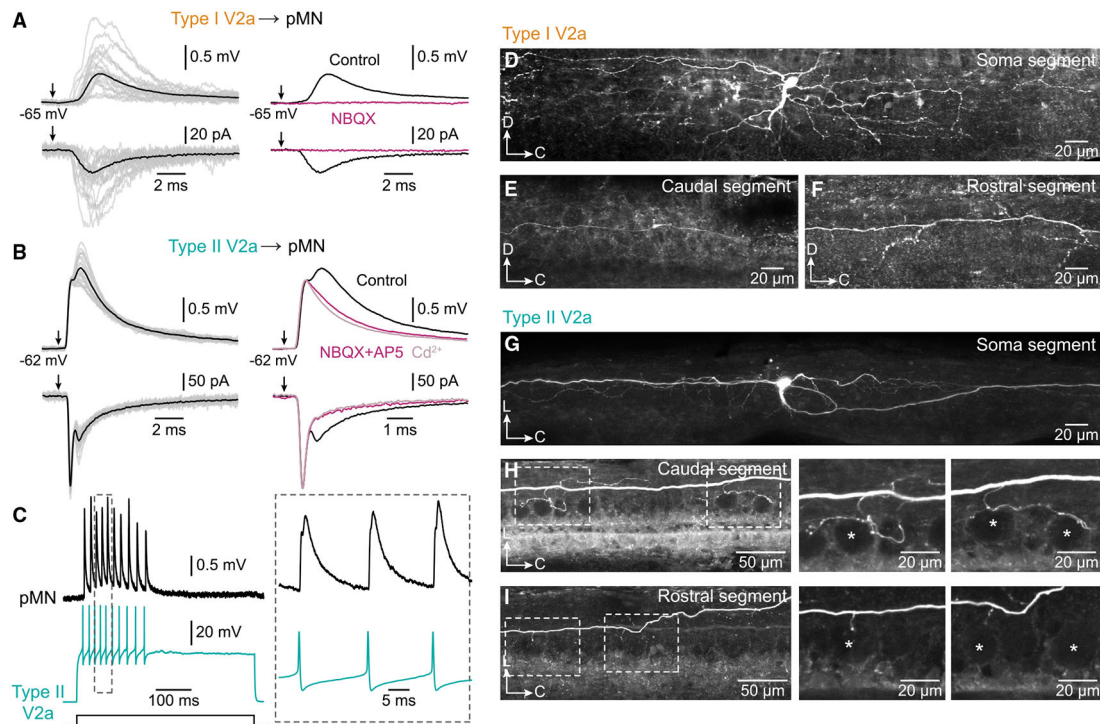 A
Type I V2a → pMN
0.5 mV
-65 mV
20 pA
2 ms
Control
0.5 mV
-65 mV
NBQX
20 pA
2 ms
B
Type II V2a → pMN
0.5 mV
-62 mV
50 pA
2 ms
Control
0.5 mV
-62 mV
NBQX+AP5 Cd²⁺
50 pA
1 ms
C
0.5 mV
pMN
20 mV
Type II
V2a
100 ms
5 ms
Type I V2a
D
Soma segment
D
C
20 µm
E
Caudal segment
D
C
20 µm
F
Rostral segment
D
C
20 µm
Type II V2a
G
Soma segment
L
C
20 µm
H
Caudal segment
L
C
50 µm
*
20 µm
* *
20 µm
I
Rostral segment
L
C
50 µm
*
20 µm
* *
20 µm